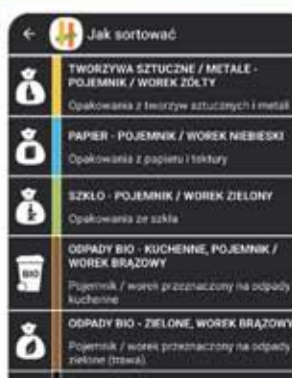 Jak sortować
TWORZYWA SZTUCZNE / METALE -
POJEMNIK / WOREK ŻÓŁTY
Opakowania z tworzyw sztucznych i metali
PAPIER - POJEMNIK / WOREK NIEBIESKI
Opakowania z papieru i tektury
SZKŁO - POJEMNIK / WOREK ZIELONY
Opakowania ze szkła
ODPADY BIO - KUCHENNE, POJEMNIK /
WOREK BRĄZOWY
BIO
Pojemnik / worek przeznaczony na odpady
kuchenne
ODPADY BIO - ZIELONE, WOREK BRĄZOWY
Pojemnik / worek przeznaczony na odpady
zielone (trawa).